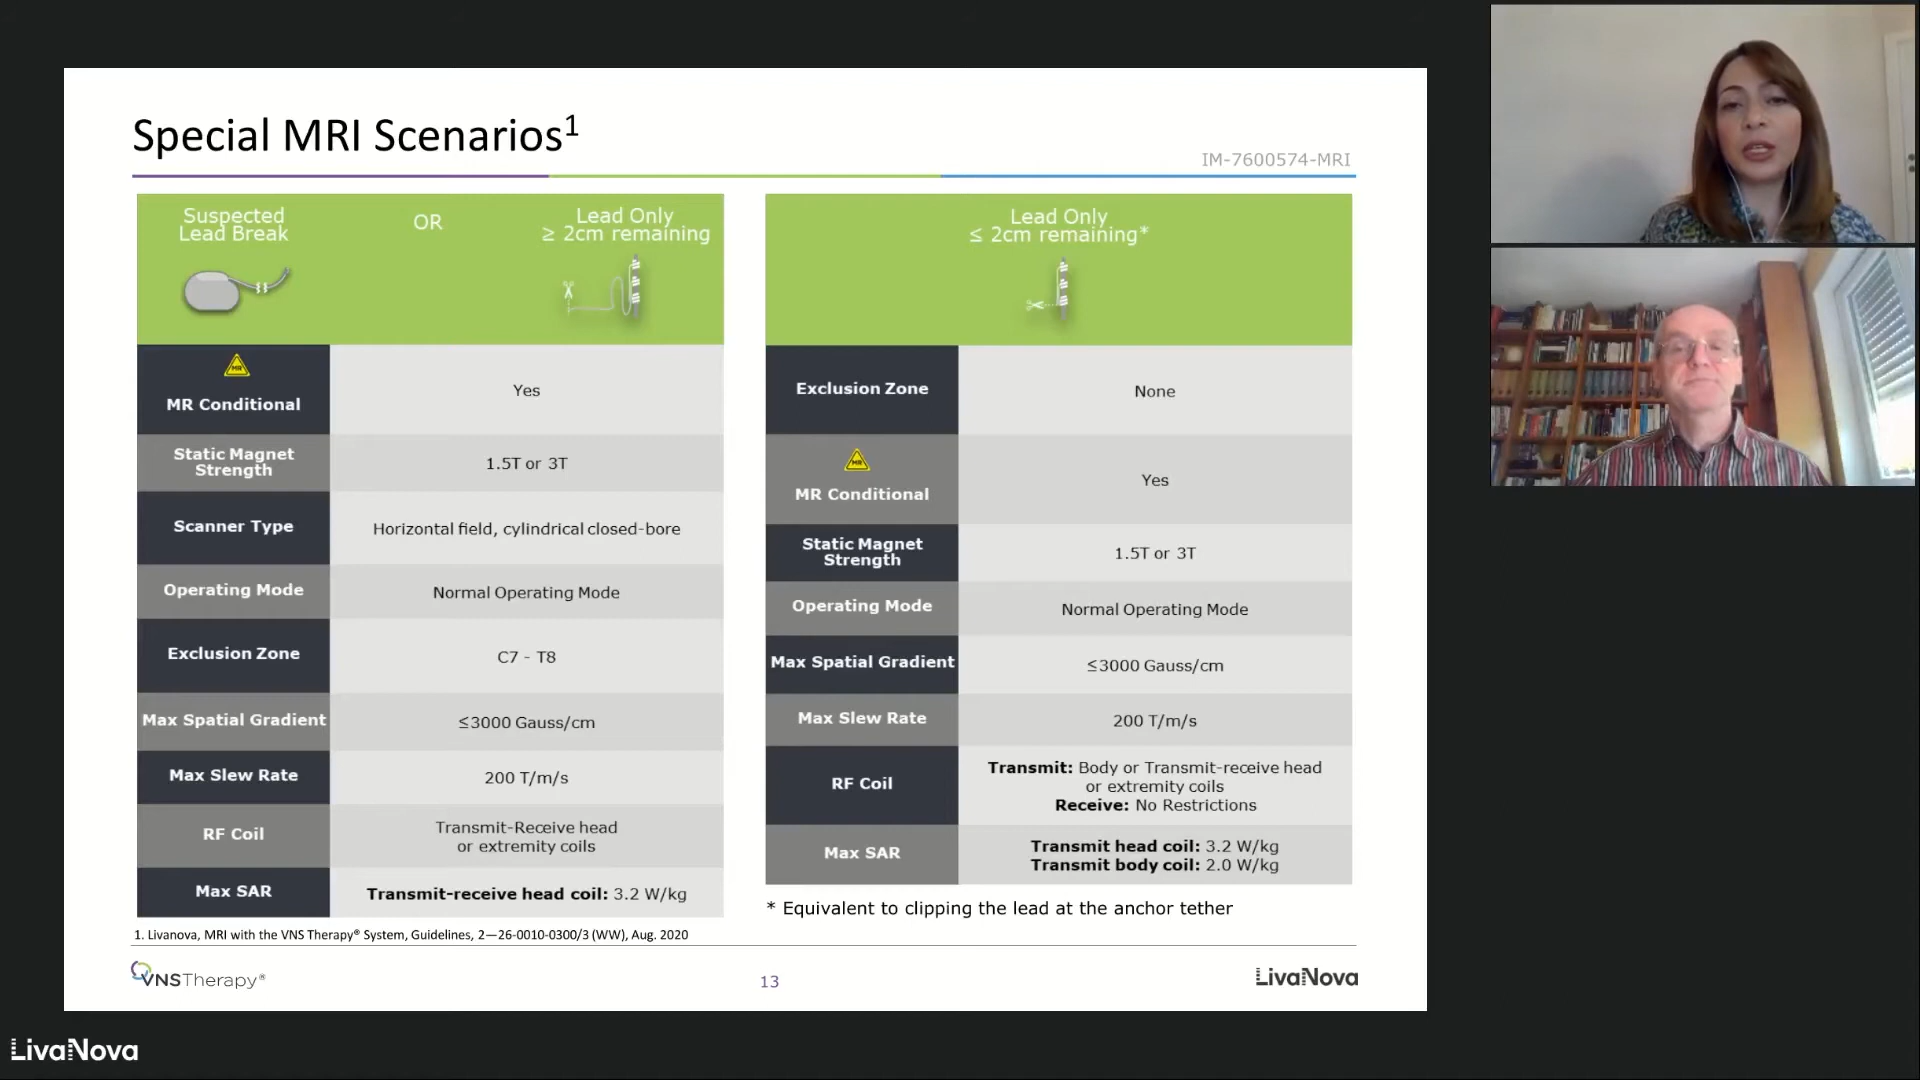 Special MRI Scenarios1
IM-7600574-MRI
Suspected
Lead Break
OR
Lead Only
≥ 2cm remaining
MR
MR Conditional
Yes
Static Magnet
Strength
1.5T or 3T
Scanner Type
Horizontal field, cylindrical closed-bore
Operating Mode
Normal Operating Mode
Exclusion Zone
C7 - T8
Max Spatial Gradient
≤3000 Gauss/cm
Max Slew Rate
200 T/m/s
RF Coil
Transmit-Receive head
or extremity coils
Max SAR
Transmit-receive head coil: 3.2 W/kg
Lead Only
≤ 2cm remaining*
Exclusion Zone
None
MR
MR Conditional
Yes
Static Magnet
Strength
1.5T or 3T
Operating Mode
Normal Operating Mode
Max Spatial Gradient
≤3000 Gauss/cm
Max Slew Rate
200 T/m/s
RF Coil
Transmit: Body or Transmit-receive head
or extremity coils
Receive: No Restrictions
Max SAR
Transmit head coil: 3.2 W/kg
Transmit body coil: 2.0 W/kg
* Equivalent to clipping the lead at the anchor tether
1. Livanova, MRI with the VNS Therapy® System, Guidelines, 2—26-0010-0300/3 (WW), Aug. 2020
VNSTherapy®
13
LivaNova
LivaNova